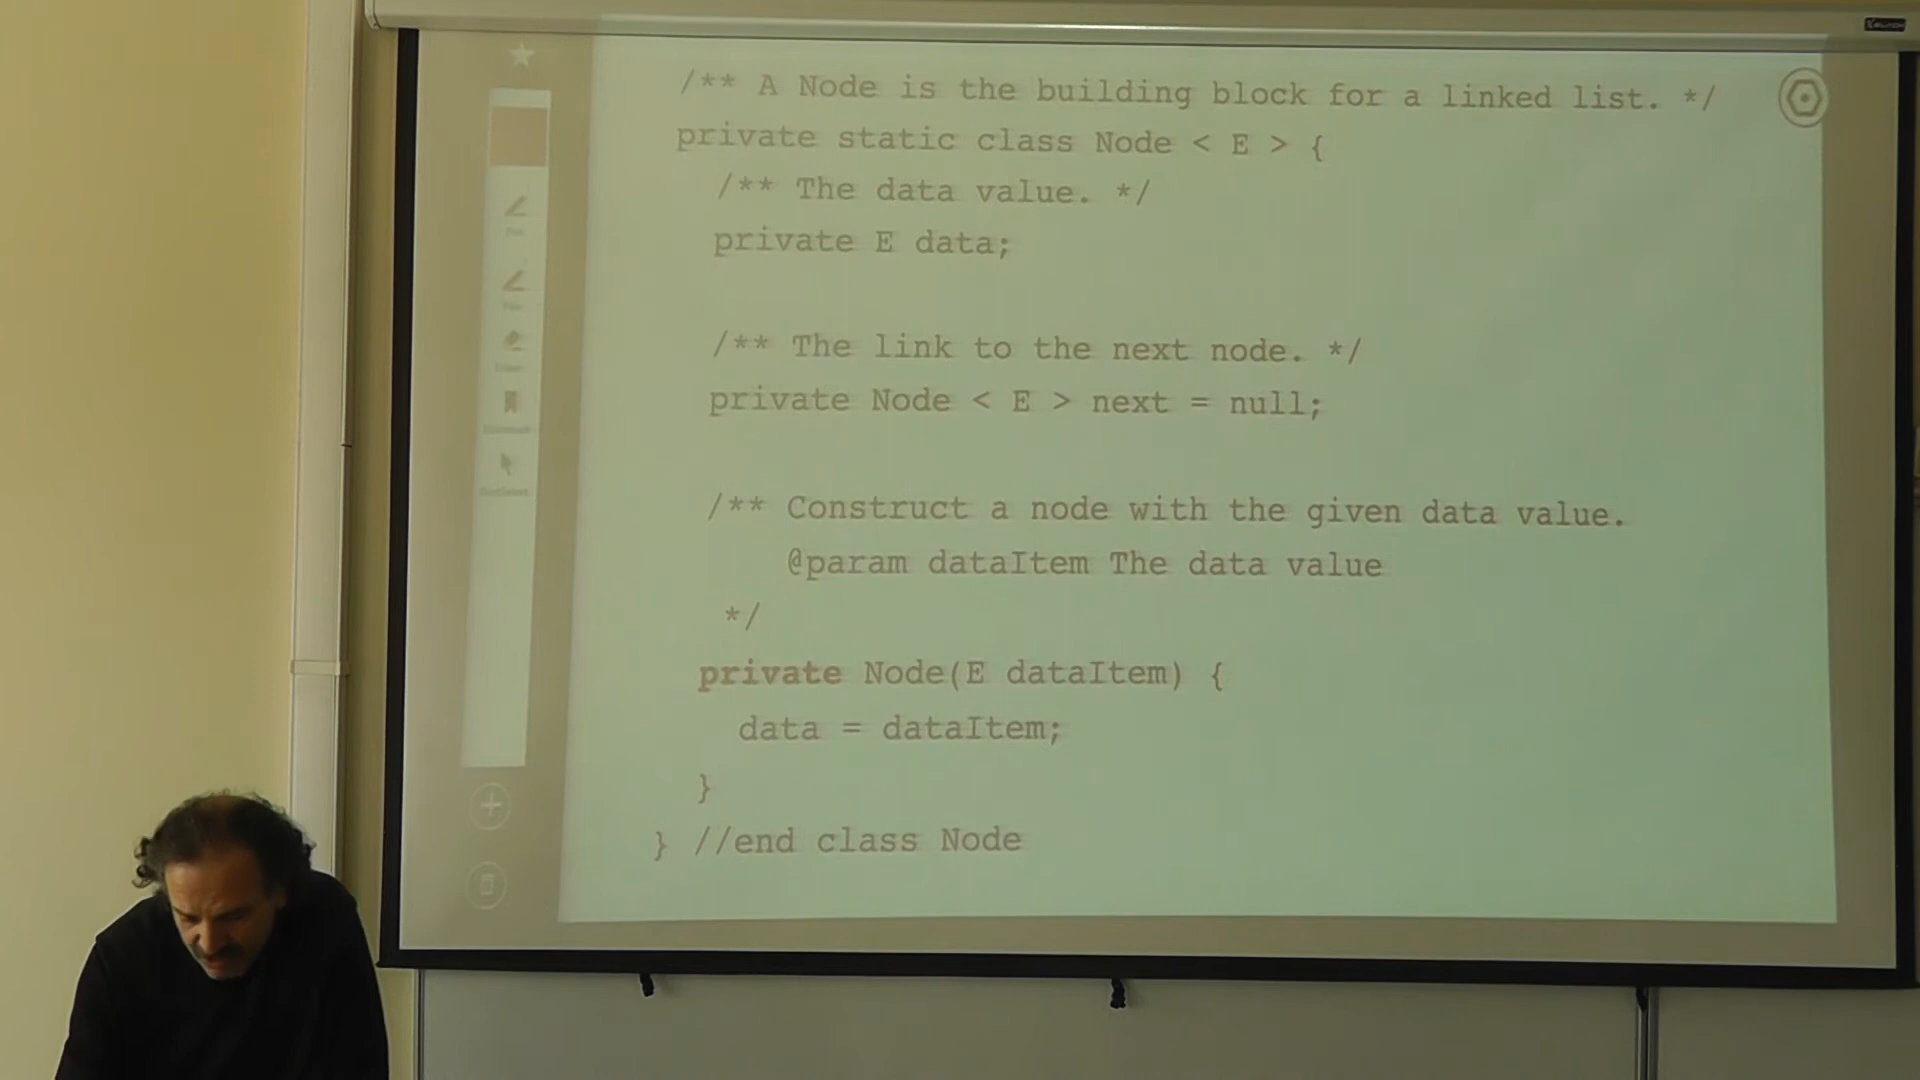 /** A Node is the building block for a linked list. */
private static class Node < E > {
/** The data value. */
private E data;
/** The link to the next node. */
private Node < E > next = null;
/** Construct a node with the given data value.
@param dataItem The data value
*/
private Node(E dataItem) {
data = dataItem;
}
} //end class Node